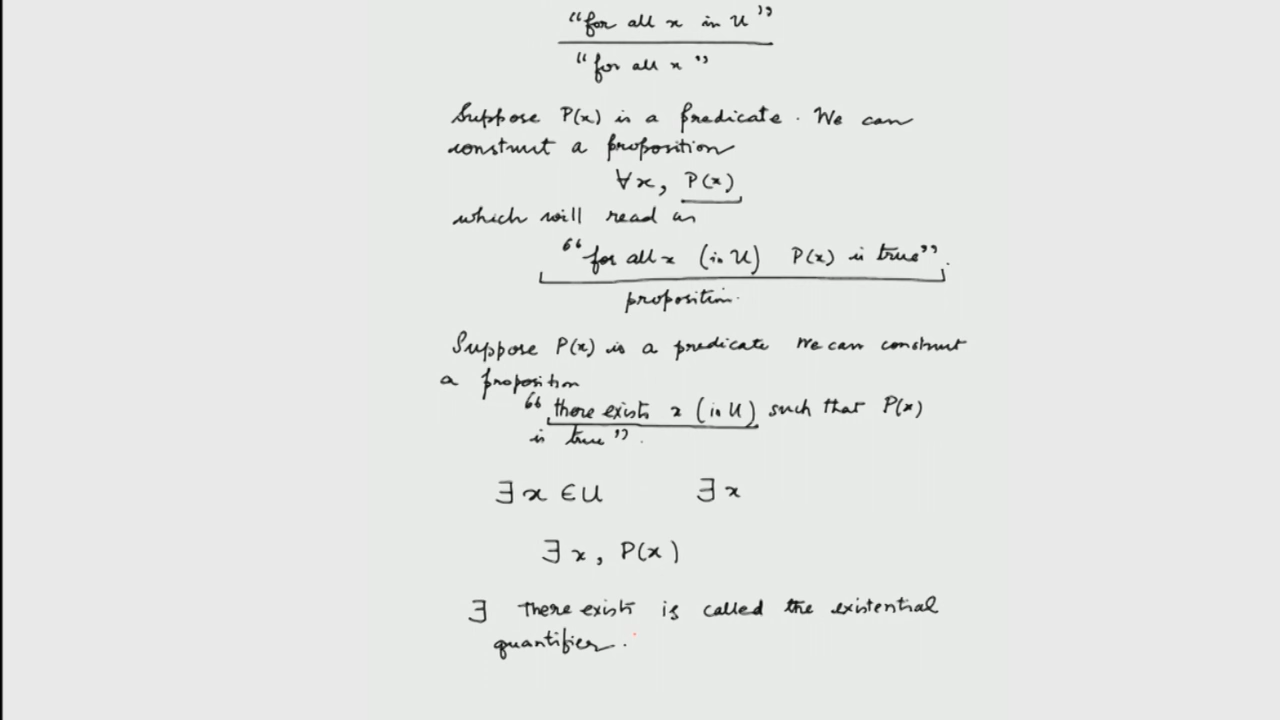 “for all x in U”
“for all x”
Suppose P(x) is a predicate. We can
construct a proposition
∀x, P(x)
which will read as
“for all x (in U) P(x) is true”.
proposition.
Suppose P(x) is a predicate We can construct
a proposition
“there exists x (in U) such that P(x)
is true”.
∃x ∈ U ∃x
∃x, P(x)
∃ There exists is called the existential
quantifier.